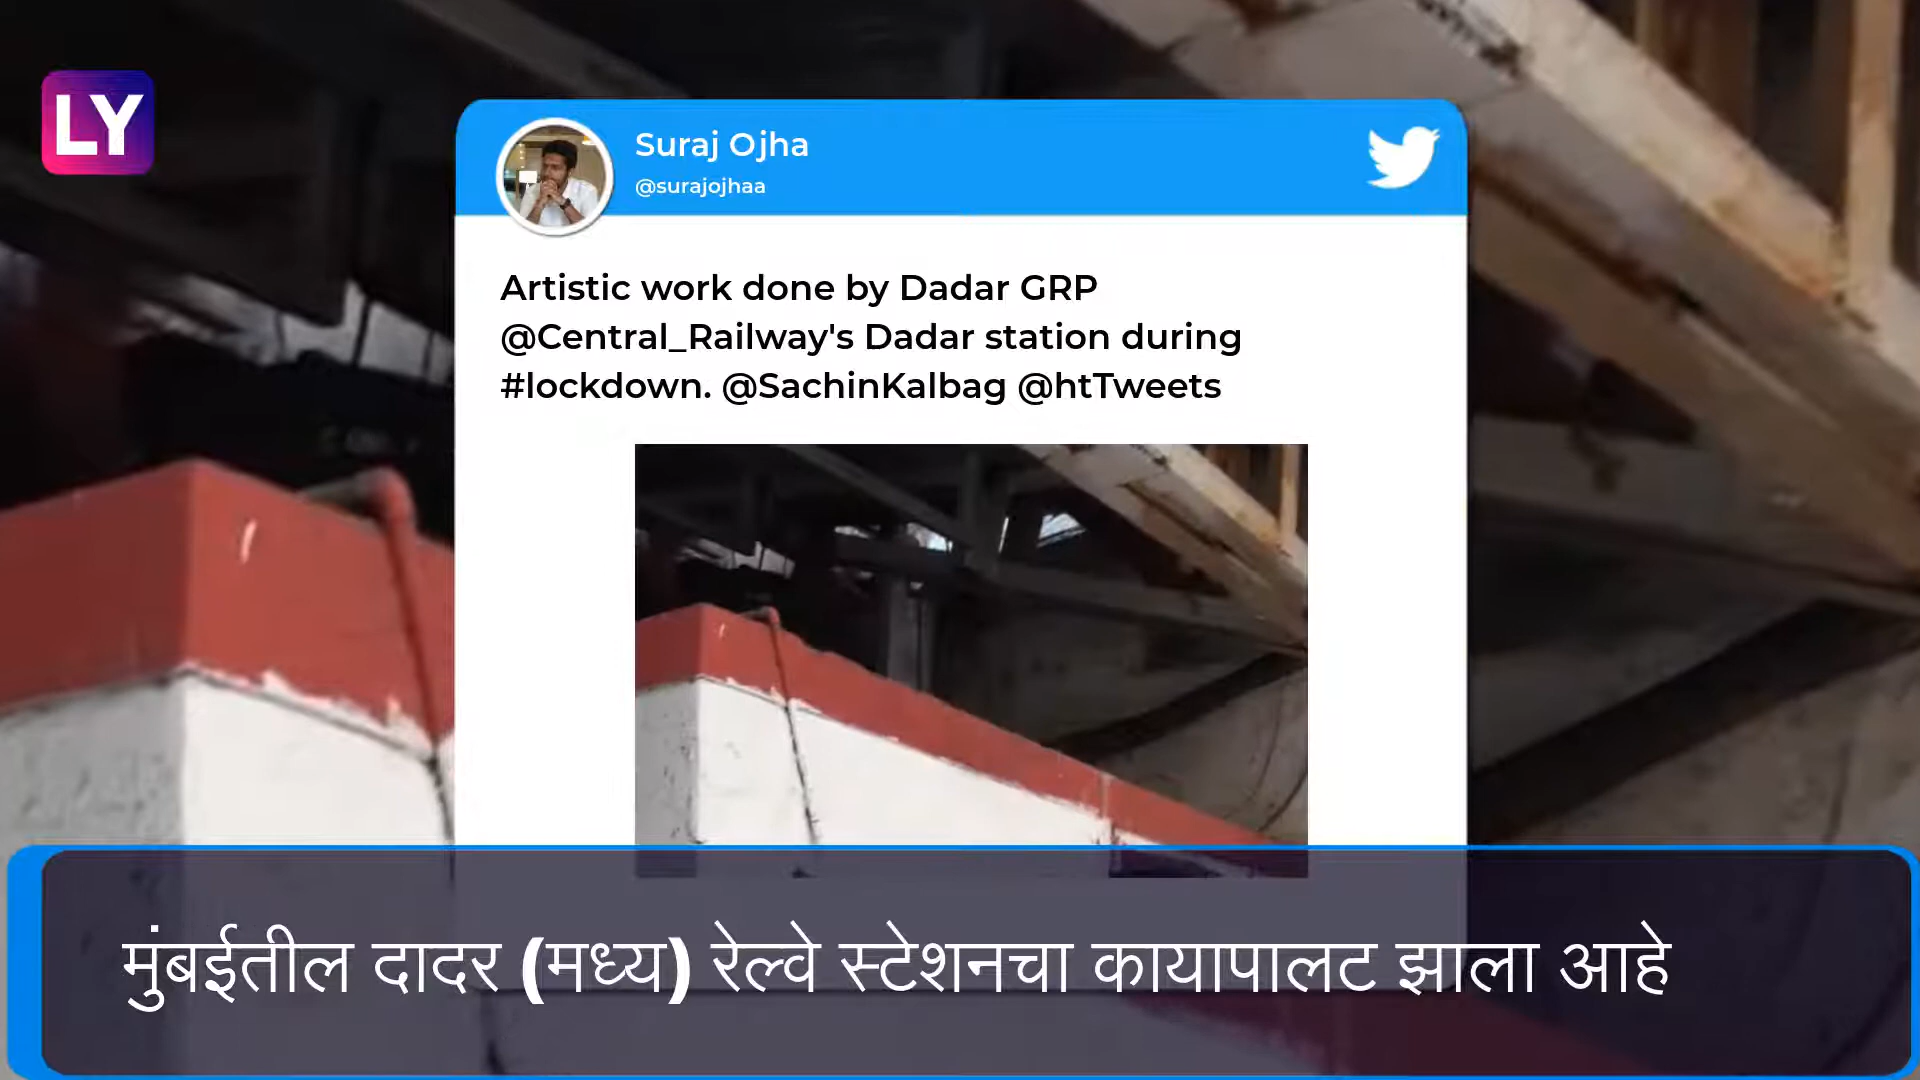 LY
Suraj Ojha
@surajojhaa
Artistic work done by Dadar GRP
@Central_Railway's Dadar station during
#lockdown. @SachinKalbag @htTweets
मुंबईतील दादर (मध्य) रेल्वे स्टेशनचा कायापालट झाला आहे